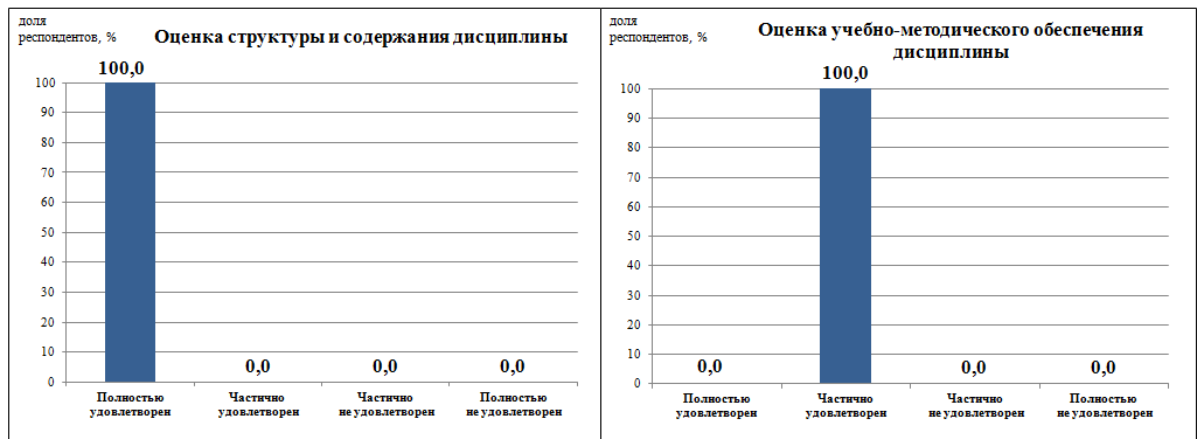 доля
респондентов, %
Оценка структуры и содержания дисциплины
100,0
100
90
80
70
60
50
40
30
20
10
0
0,0
0,0
0,0
Полностью
удовлетворен
Частично
удовлетворен
Частично
не удовлетворен
Полностью
не удовлетворен
доля
респондентов, %
Оценка учебно-методического обеспечения
дисциплины
100,0
100
90
80
70
60
50
40
30
20
10
0
0,0
0,0
0,0
Полностью
удовлетворен
Частично
удовлетворен
Частично
не удовлетворен
Полностью
не удовлетворен